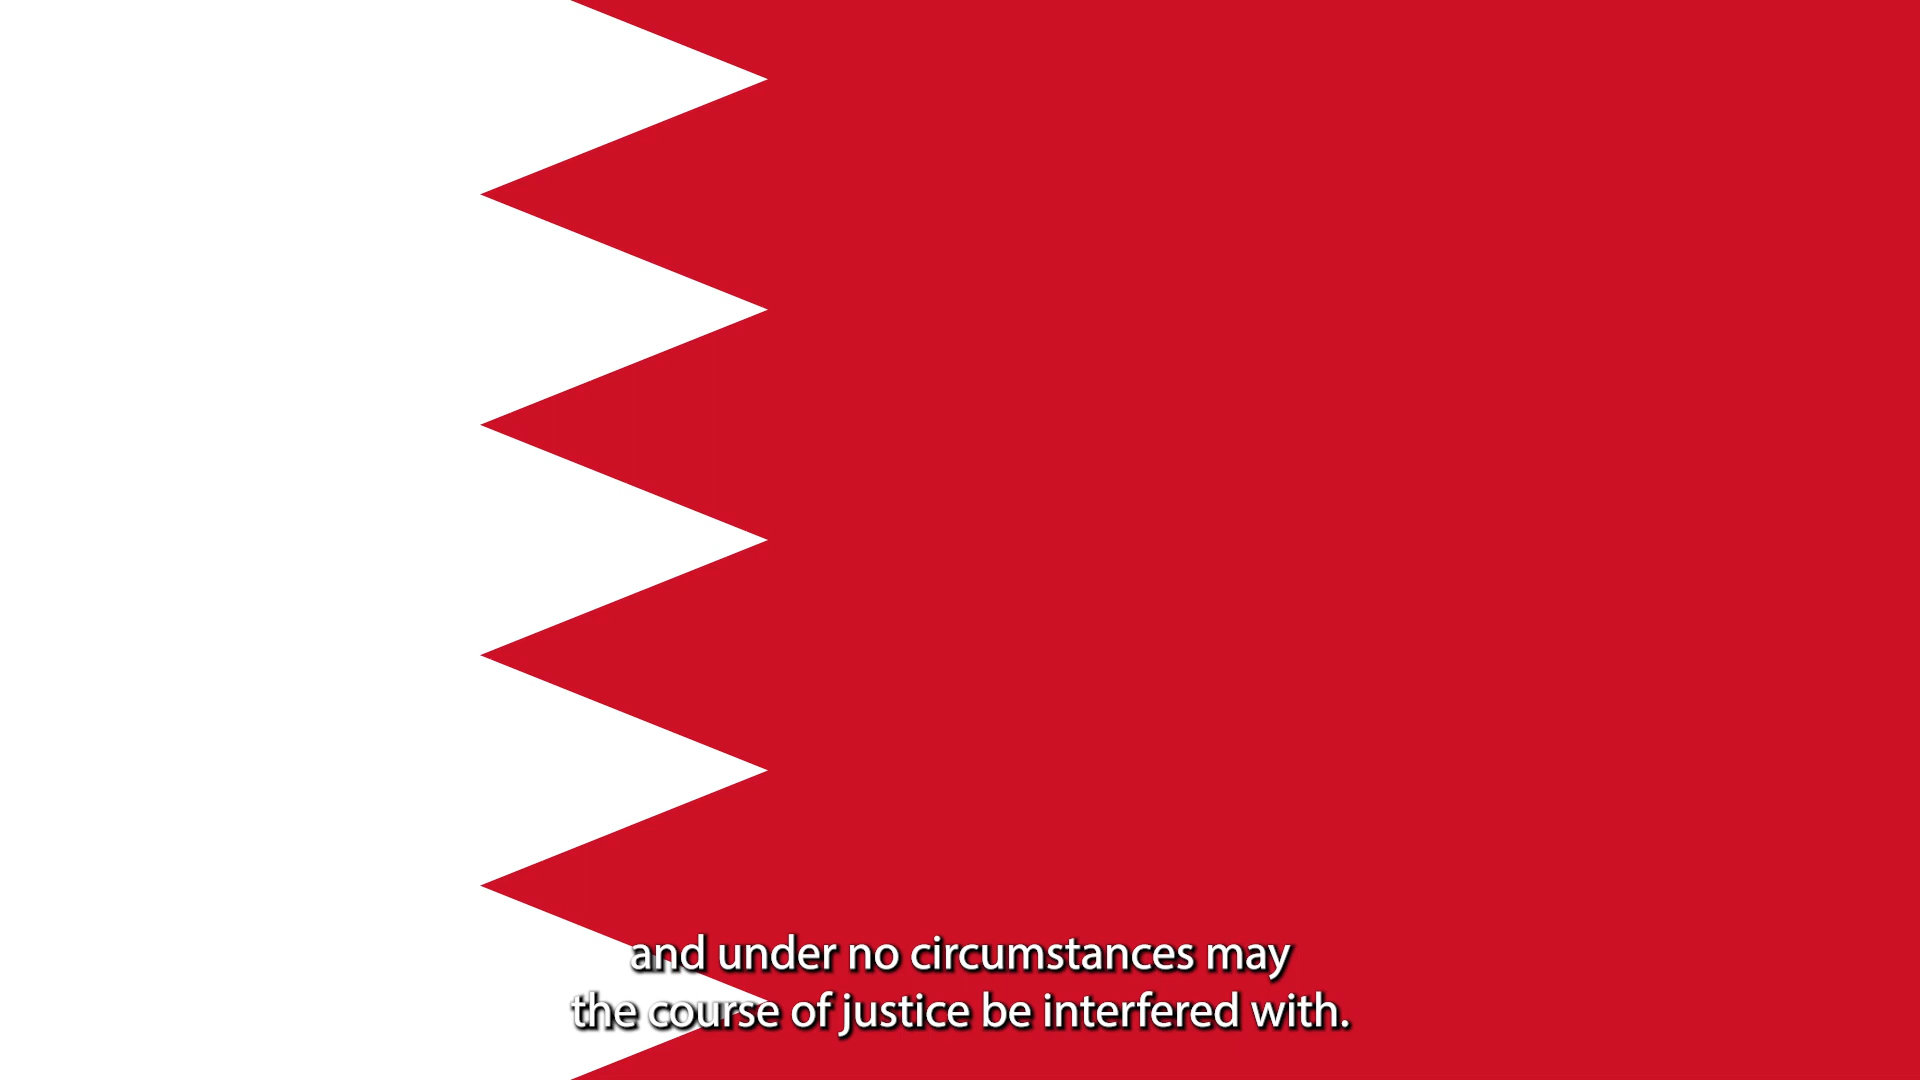 and under no circumstances may
the course of justice be interfered with.